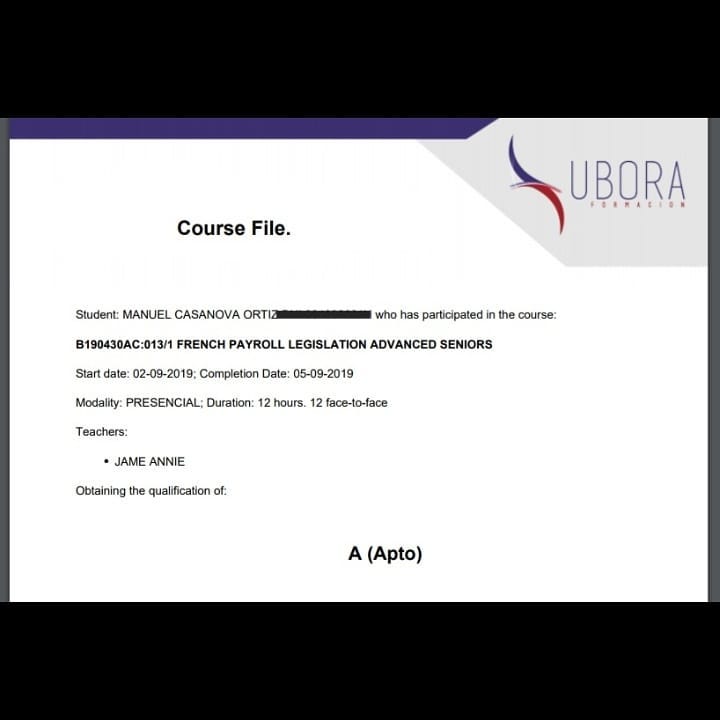 UBORA
FORMACION
Course File.
Student: MANUEL CASANOVA ORTIZ who has participated in the course:
B190430AC:013/1 FRENCH PAYROLL LEGISLATION ADVANCED SENIORS
Start date: 02-09-2019; Completion Date: 05-09-2019
Modality: PRESENCIAL; Duration: 12 hours. 12 face-to-face
Teachers:
• JAME ANNIE
Obtaining the qualification of:
A (Apto)